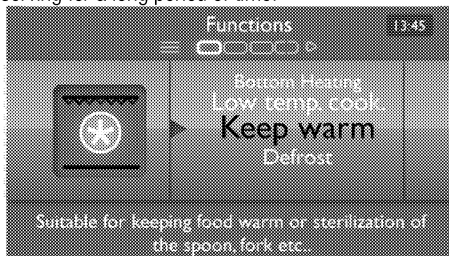 serving for a long period of time.
Functions
13:45
Bottom Heating
Low temp. cook.
Keep warm
Defrost
Suitable for keeping food warm or sterilization of
the spoon, fork etc..